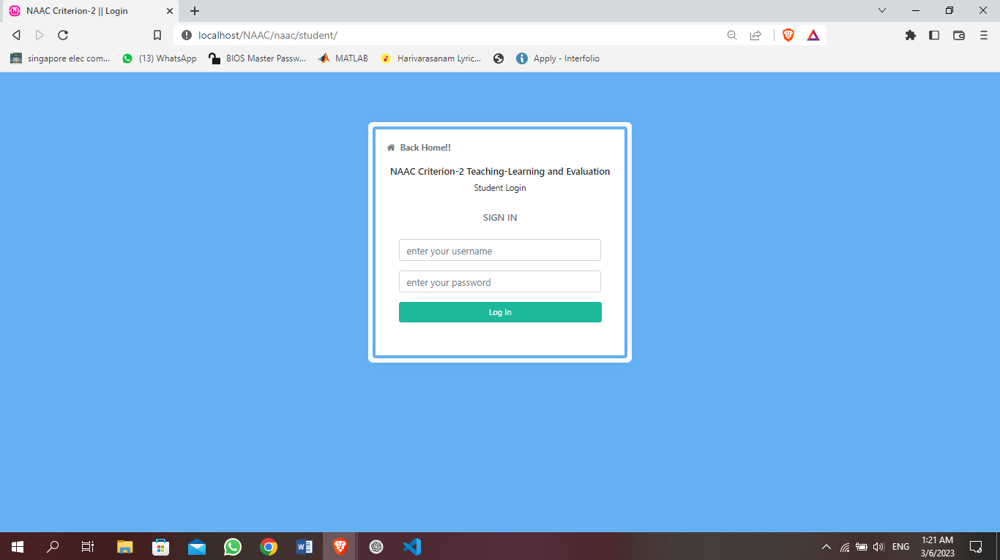 NAAC Criterion-2 || Login
localhost/NAAC/naac/student/
singapore elec com... (13) WhatsApp BIOS Master Passw... MATLAB Harivarasanam Lyric... Apply - Interfolio
Back Home!!
NAAC Criterion-2 Teaching-Learning and Evaluation
Student Login
SIGN IN
enter your username
enter your password
Log In
ENG
1:21 AM
3/6/2023